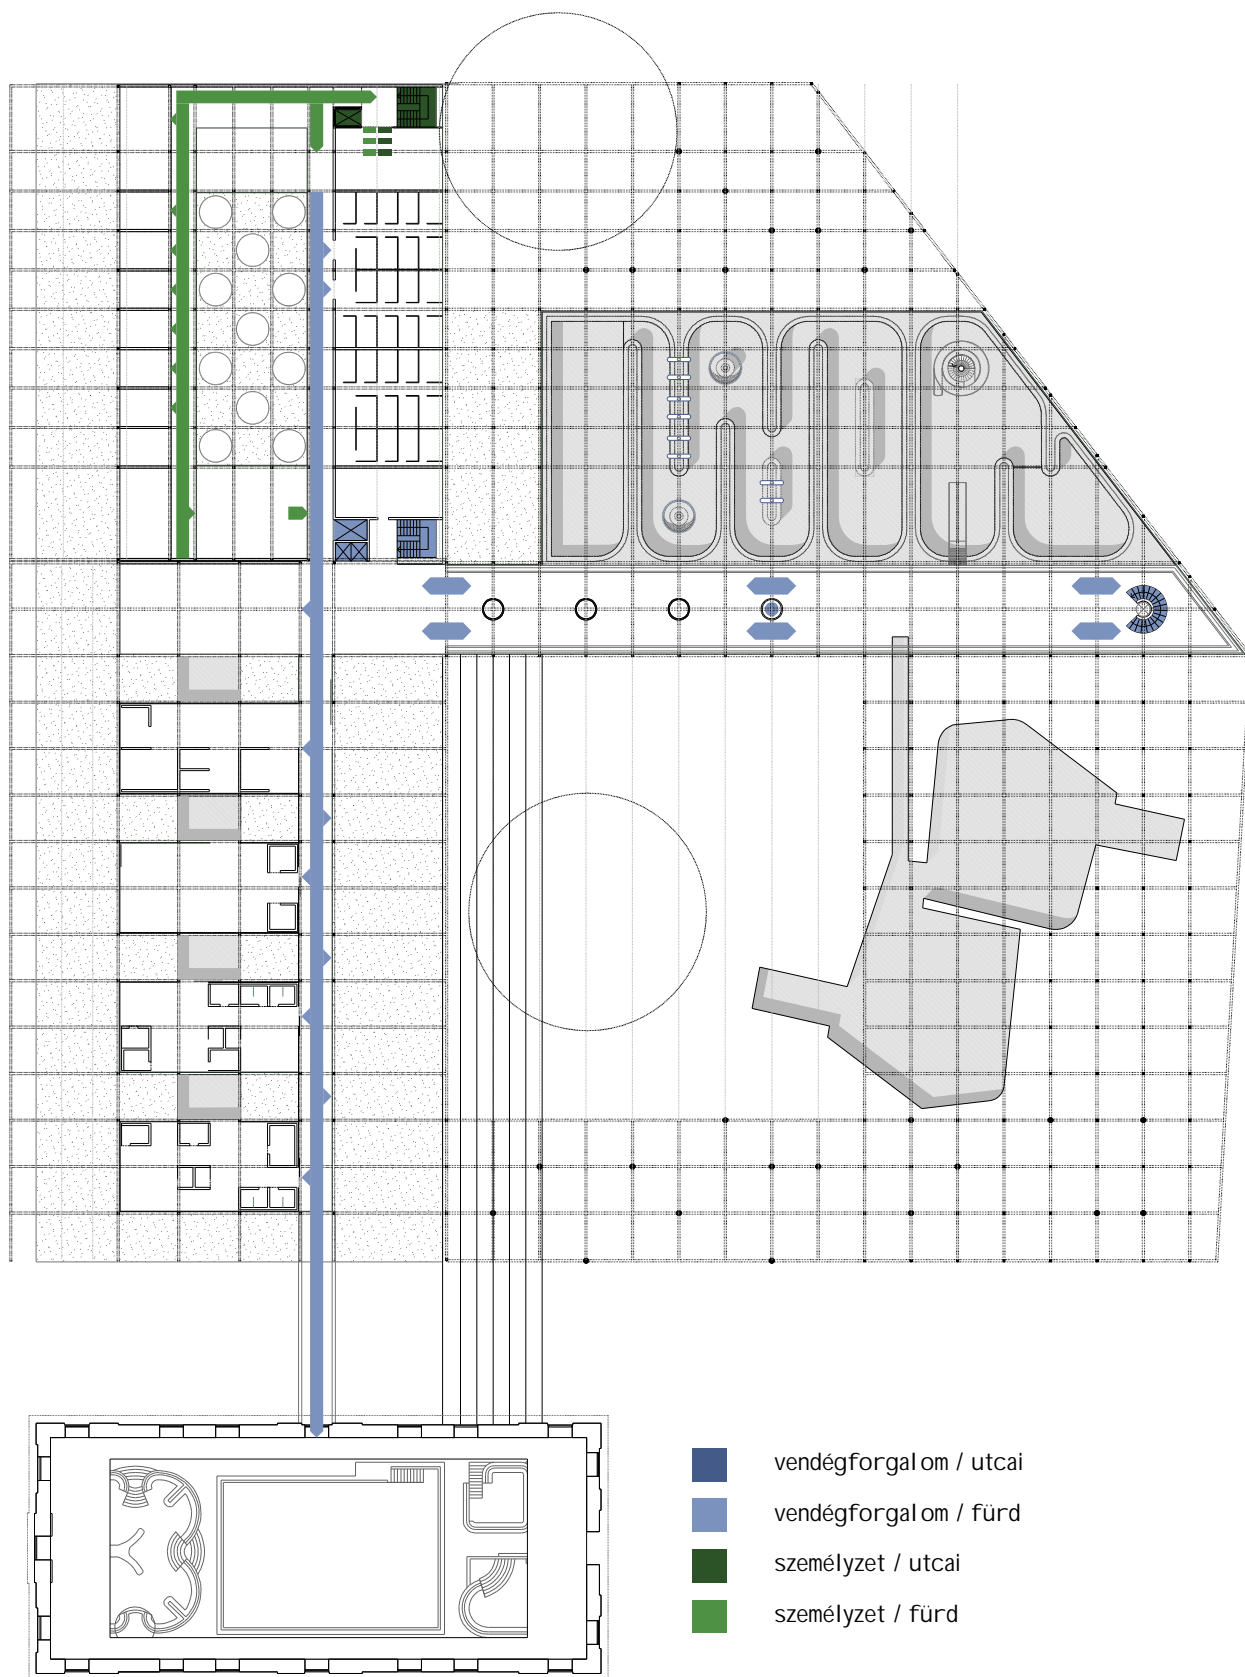 vendégforgalom / utcai
vendégforgalom / fürd
személyzet / utcai
személyzet / fürd